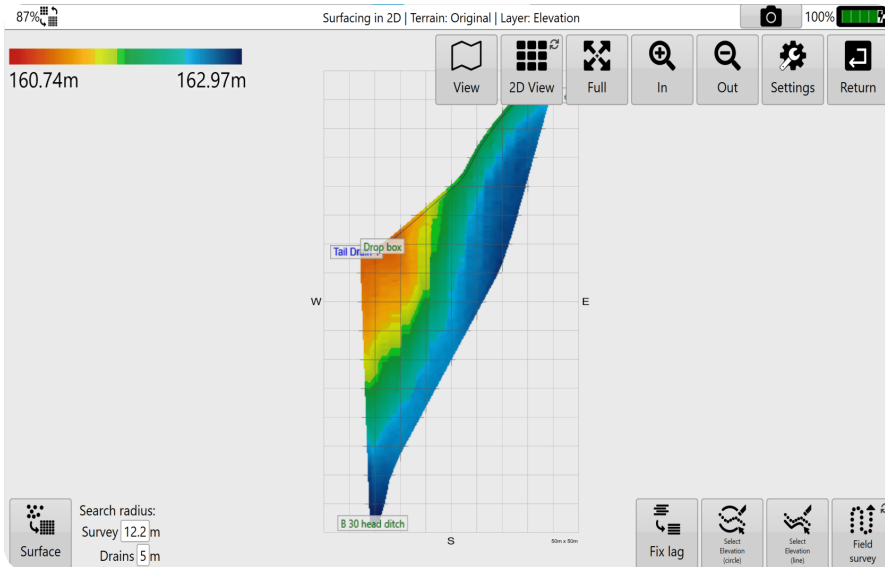 87%
Surfacing in 2D | Terrain: Original | Layer: Elevation
100%
160.74m
162.97m
View
2D View
Full
In
Out
Settings
Return
Drop box
W
E
B 30 head ditch
S
50m x 50m
Surface
Search radius:
Survey 12.2 m
Drains 5 m
Fix lag
Select
Elevation
(circle)
Select
Elevation
(line)
Field
survey